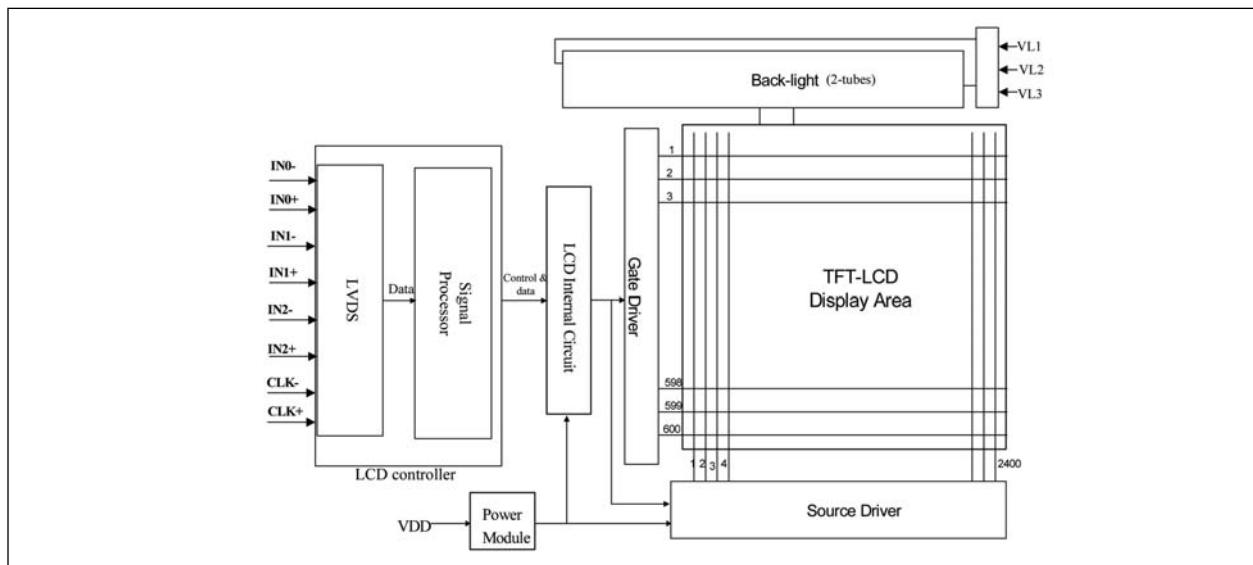 VL1
VL2
VL3
Back-light (2-tubes)
IN0-
IN0+
IN1-
IN1+
IN2-
IN2+
CLK-
CLK+
LVDS
Data
Signal
Processor
LCD controller
Control &
data
LCD Internal Circuit
Gate Driver
1
2
3
598
599
600
TFT-LCD
Display Area
1 2 3 4 2400
Source Driver
VDD
Power
Module